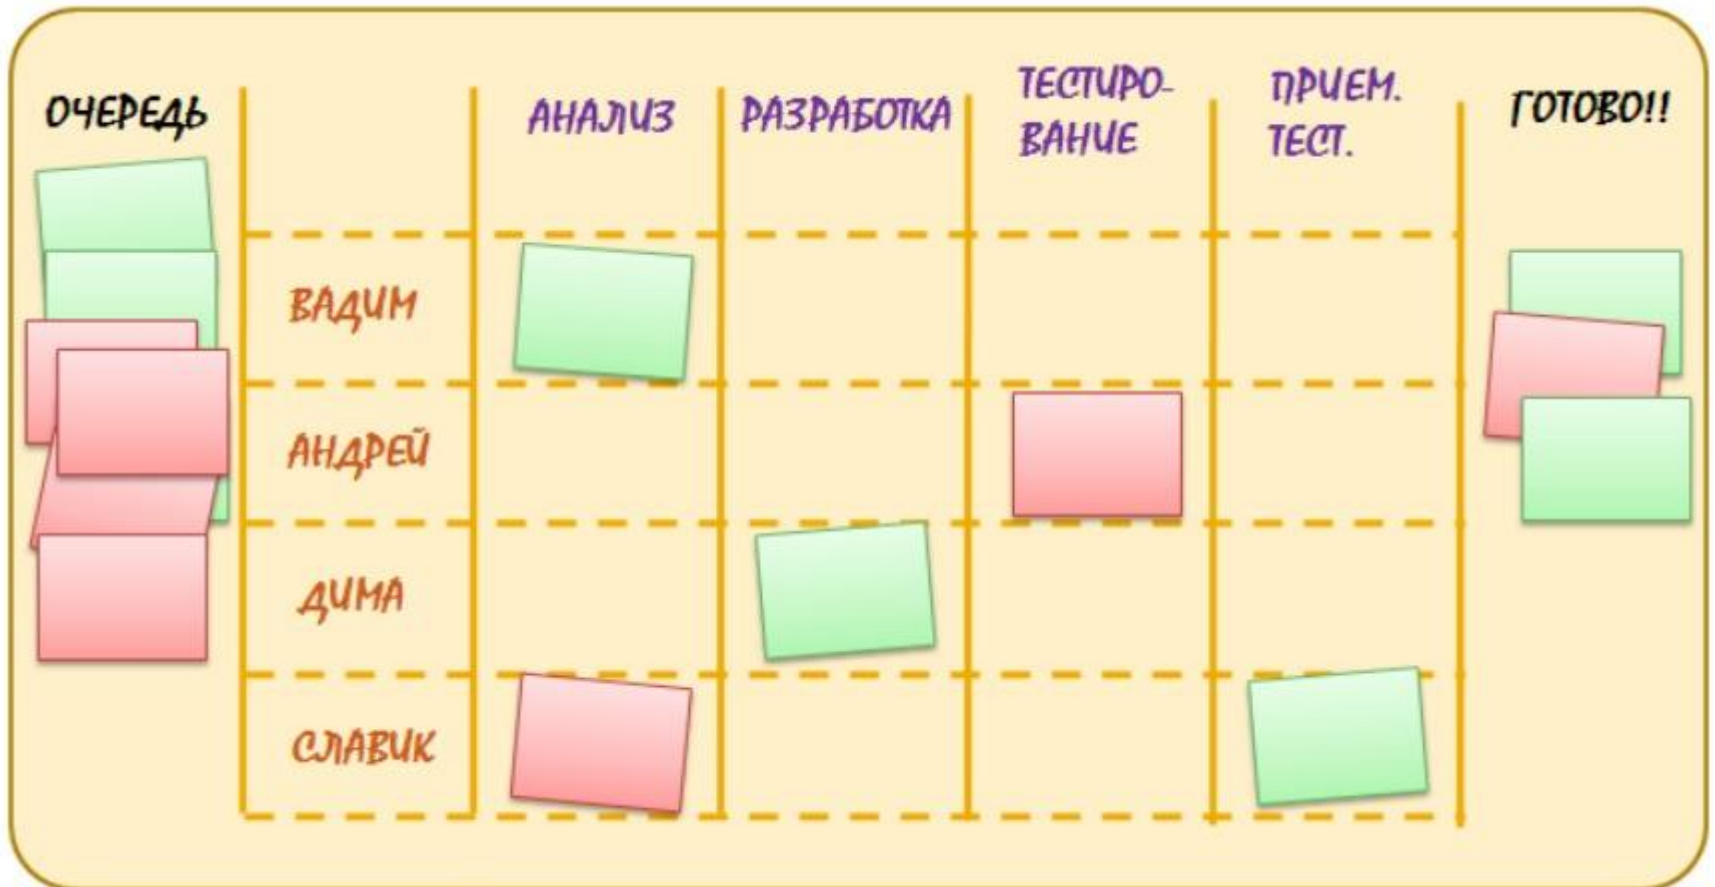 ОЧЕРЕДЬ
АНАЛИЗ
РАЗРАБОТКА
ТЕСТИРО-
ВАНИЕ
ПРИЕМ.
ТЕСТ.
ГОТОВО!!
ВАДИМ
АНДРЕЙ
ДИМА
СЛАВИК